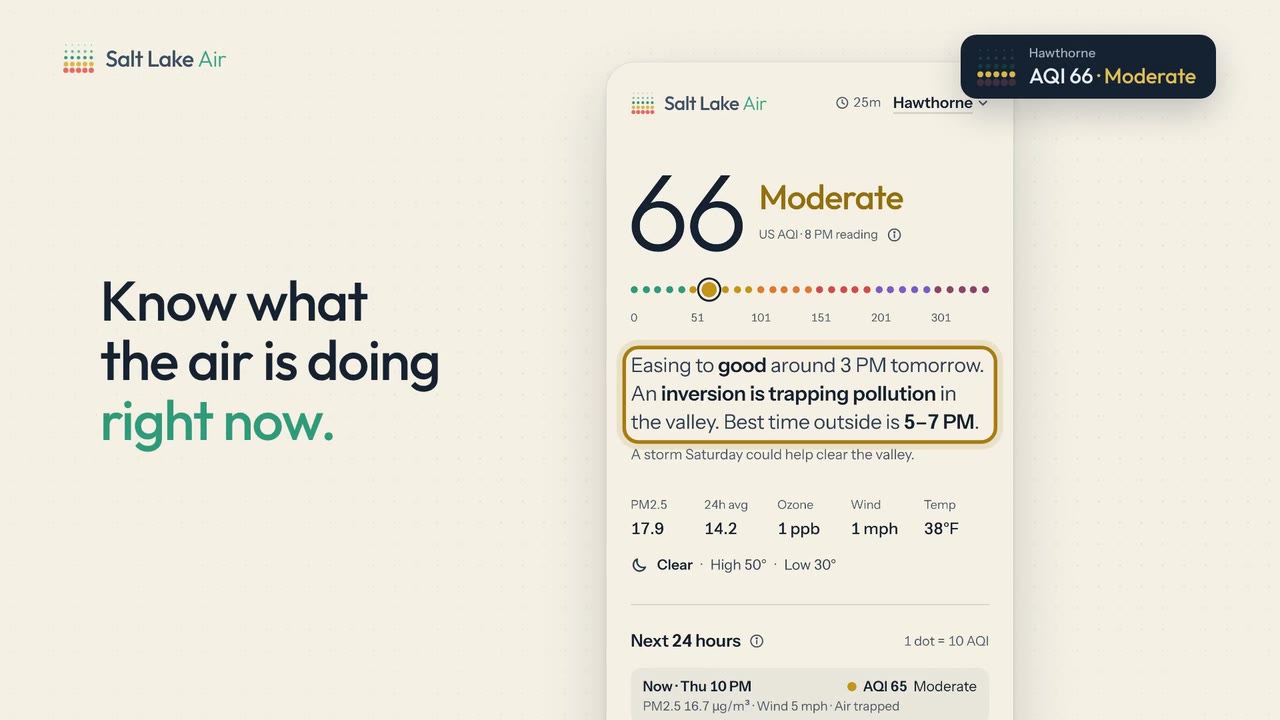 Salt Lake Air
Know what
the air is doing
right now.
Hawthorne
AQI 66 · Moderate
Salt Lake Air
25m Hawthorne
66 Moderate
US AQI · 8 PM reading
0 51 101 151 201 301
Easing to good around 3 PM tomorrow.
An inversion is trapping pollution in
the valley. Best time outside is 5–7 PM.
A storm Saturday could help clear the valley.
PM2.5 24h avg Ozone Wind Temp
17.9 14.2 1 ppb 1 mph 38°F
Clear · High 50° · Low 30°
Next 24 hours 1 dot = 10 AQI
Now · Thu 10 PM AQI 65 Moderate
PM2.5 16.7 µg/m³ · Wind 5 mph · Air trapped